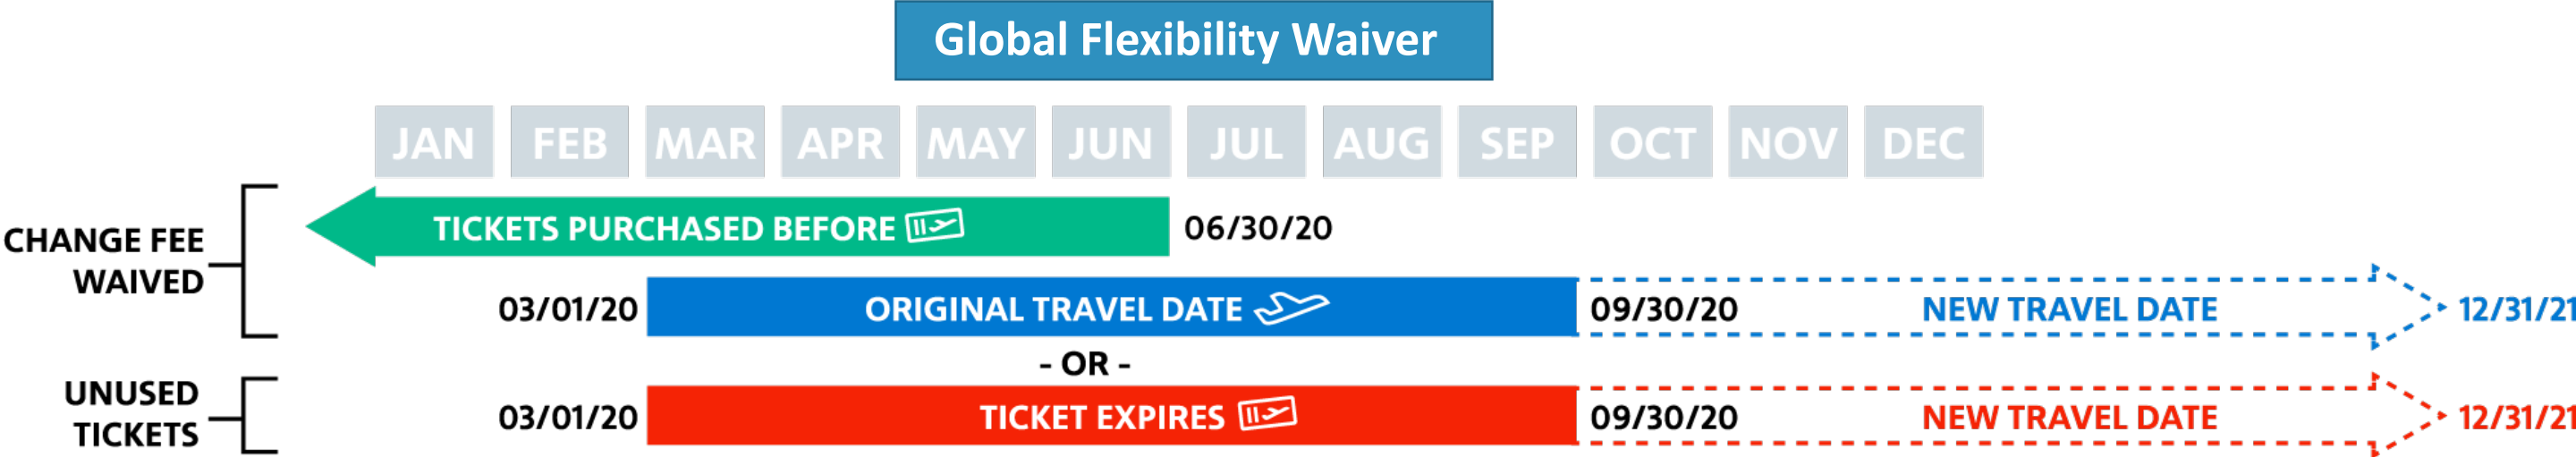 Global Flexibility Waiver
JAN FEB MAR APR MAY JUN JUL AUG SEP OCT NOV DEC
CHANGE FEE
WAIVED
TICKETS PURCHASED BEFORE 06/30/20
03/01/20 ORIGINAL TRAVEL DATE 09/30/20 NEW TRAVEL DATE 12/31/21
- OR -
UNUSED
TICKETS
03/01/20 TICKET EXPIRES 09/30/20 NEW TRAVEL DATE 12/31/21